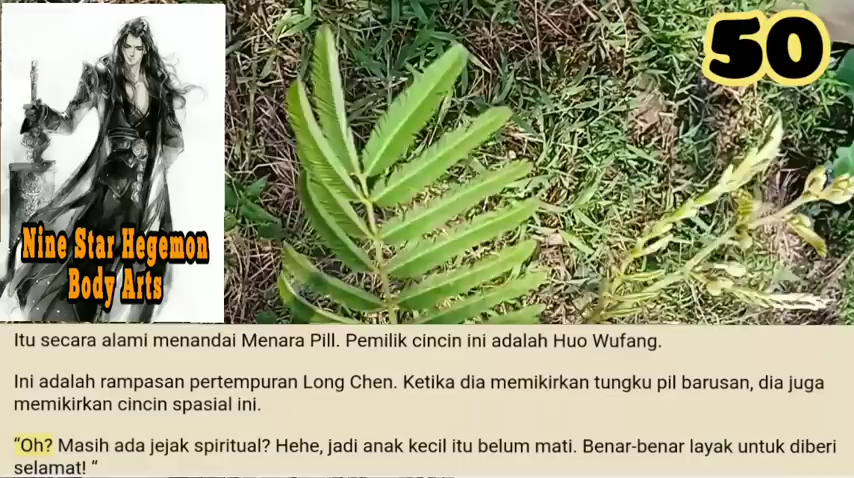 50
Nine Star Hegemon
Body Arts
Itu secara alami menandai Menara Pill. Pemilik cincin ini adalah Huo Wufang.
Ini adalah rampasan pertempuran Long Chen. Ketika dia memikirkan tungku pil barusan, dia juga
memikirkan cincin spasial ini.
“Oh? Masih ada jejak spiritual? Hehe, jadi anak kecil itu belum mati. Benar-benar layak untuk diberi
selamat! “